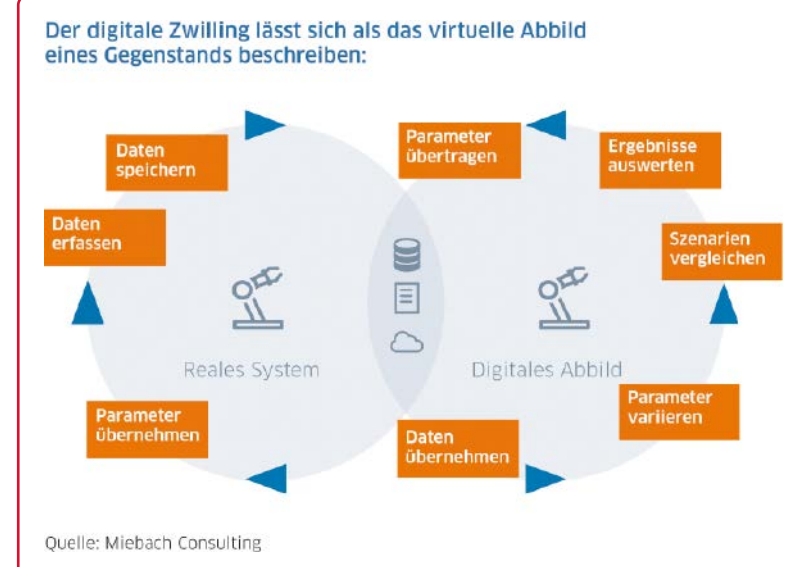 Der digitale Zwilling lässt sich als das virtuelle Abbild
eines Gegenstands beschreiben:
Daten
speichern
Parameter
übertragen
Ergebnisse
auswerten
Daten
erfassen
Szenarien
vergleichen
Reales System
Digitales Abbild
Parameter
übernehmen
Daten
übernehmen
Parameter
variieren
Quelle: Miebach Consulting